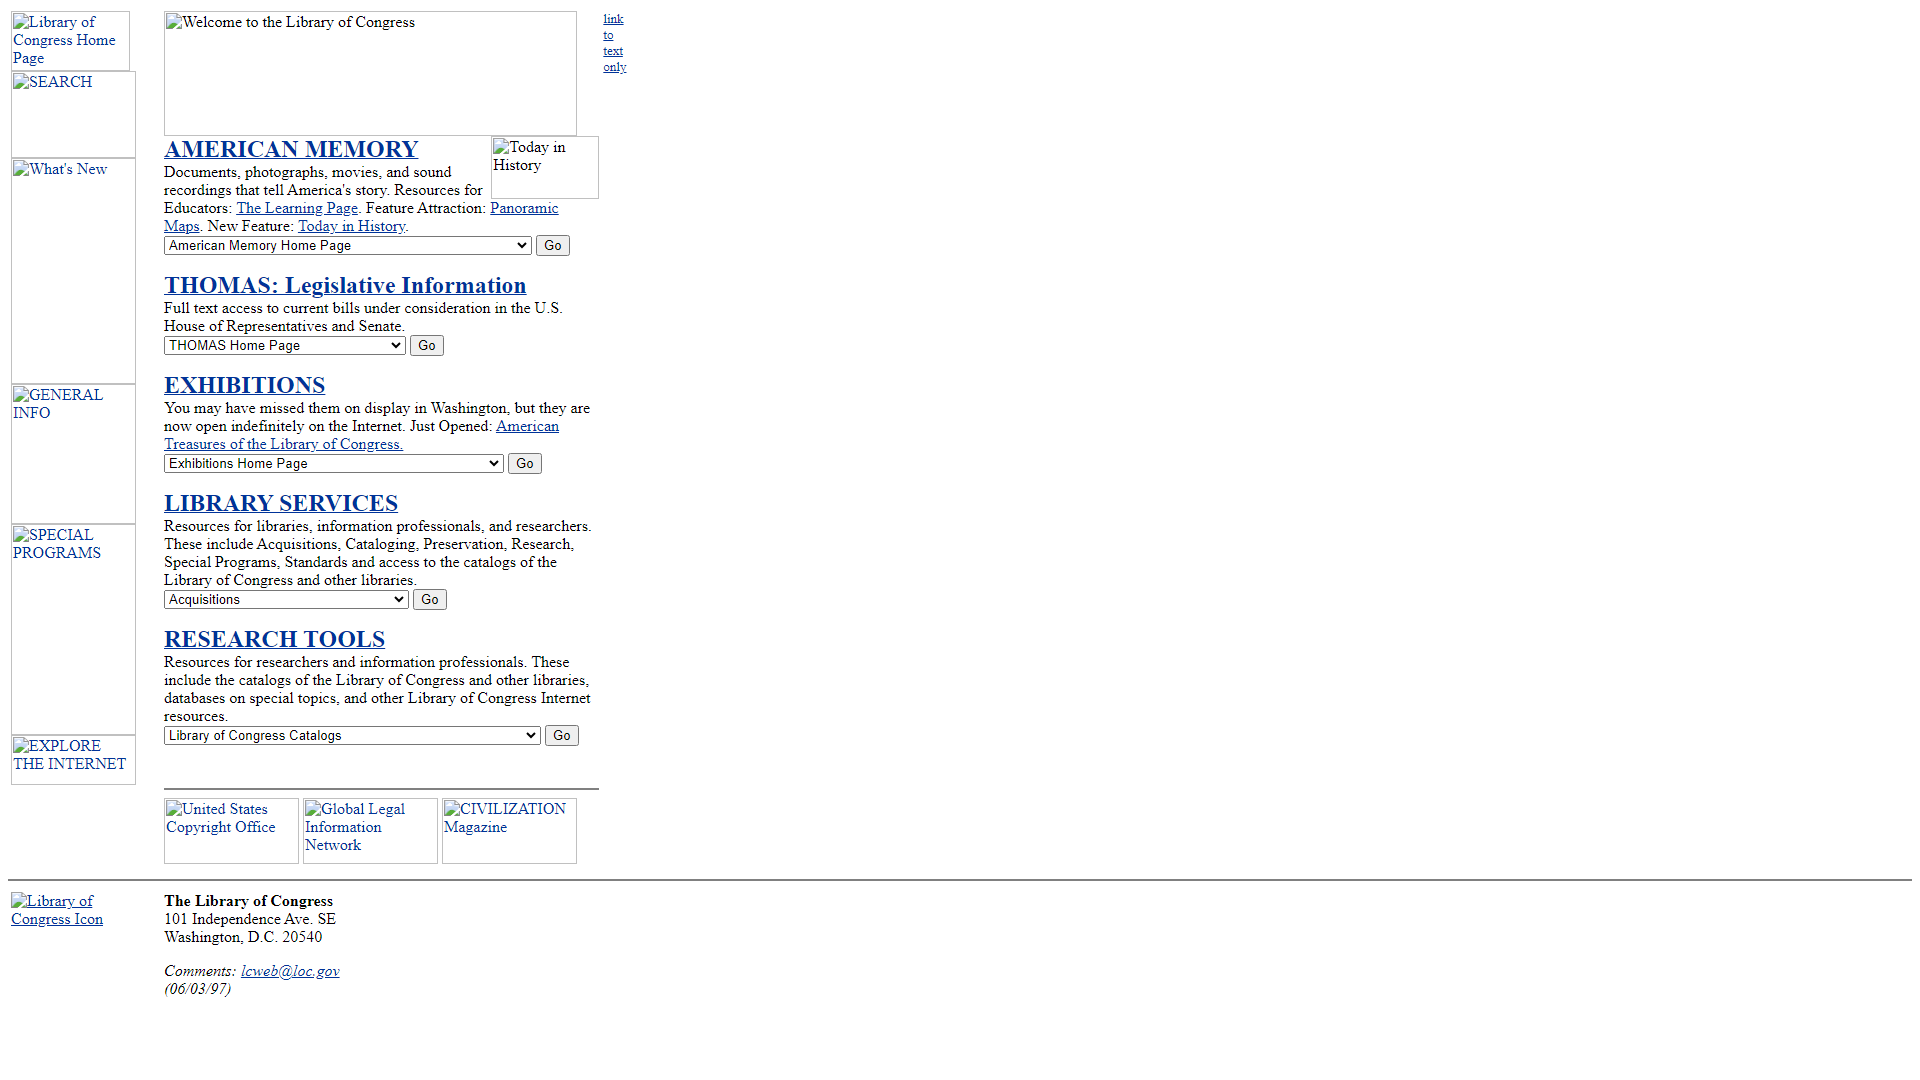 Library of
Congress Home
Page
SEARCH
What's New
GENERAL
INFO
SPECIAL
PROGRAMS
EXPLORE
THE INTERNET
Welcome to the Library of Congress
link
to
text
only
Today in
History
AMERICAN MEMORY
Documents, photographs, movies, and sound
recordings that tell America's story. Resources for
Educators: The Learning Page. Feature Attraction: Panoramic
Maps. New Feature: Today in History.
American Memory Home Page Go
THOMAS: Legislative Information
Full text access to current bills under consideration in the U.S.
House of Representatives and Senate.
THOMAS Home Page Go
EXHIBITIONS
You may have missed them on display in Washington, but they are
now open indefinitely on the Internet. Just Opened: American
Treasures of the Library of Congress.
Exhibitions Home Page Go
LIBRARY SERVICES
Resources for libraries, information professionals, and researchers.
These include Acquisitions, Cataloging, Preservation, Research,
Special Programs, Standards and access to the catalogs of the
Library of Congress and other libraries.
Acquisitions Go
RESEARCH TOOLS
Resources for researchers and information professionals. These
include the catalogs of the Library of Congress and other libraries,
databases on special topics, and other Library of Congress Internet
resources.
Library of Congress Catalogs Go
United States
Copyright Office
Global Legal
Information
Network
CIVILIZATION
Magazine
Library of
Congress Icon
The Library of Congress
101 Independence Ave. SE
Washington, D.C. 20540
Comments: lcweb@loc.gov
(06/03/97)